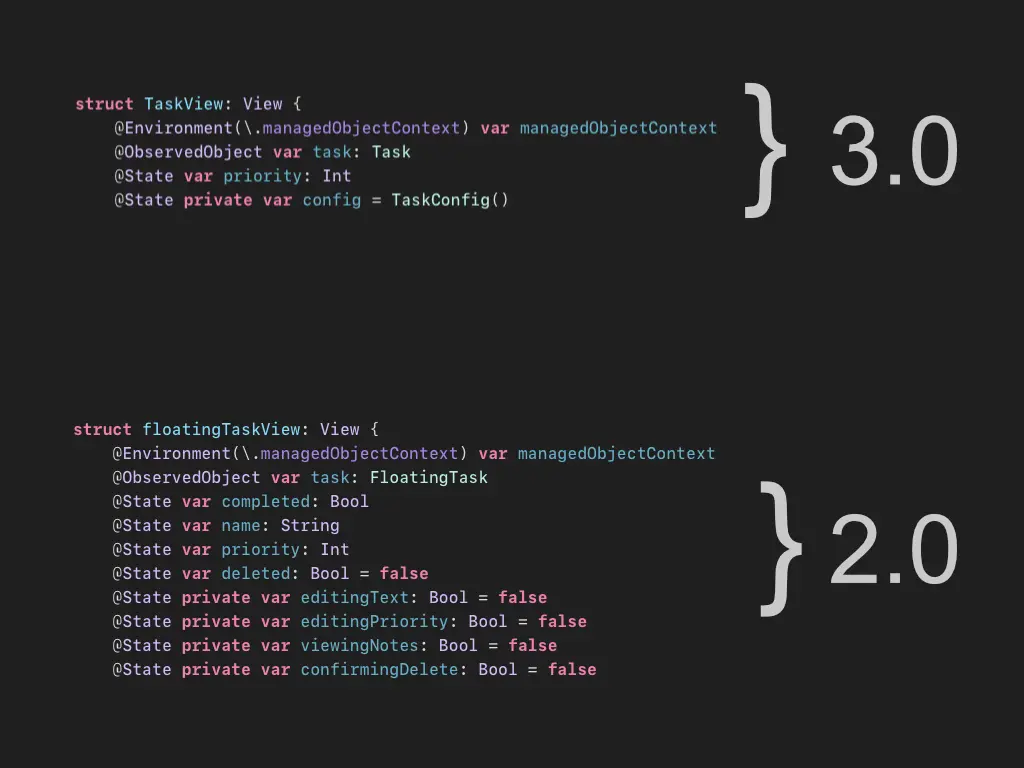 struct TaskView: View {
    @Environment(\.managedObjectContext) var managedObjectContext
    @ObservedObject var task: Task
    @State var priority: Int
    @State private var config = TaskConfig()
} 3.0
struct floatingTaskView: View {
    @Environment(\.managedObjectContext) var managedObjectContext
    @ObservedObject var task: FloatingTask
    @State var completed: Bool
    @State var name: String
    @State var priority: Int
    @State var deleted: Bool = false
    @State private var editingText: Bool = false
    @State private var editingPriority: Bool = false
    @State private var viewingNotes: Bool = false
    @State private var confirmingDelete: Bool = false
} 2.0